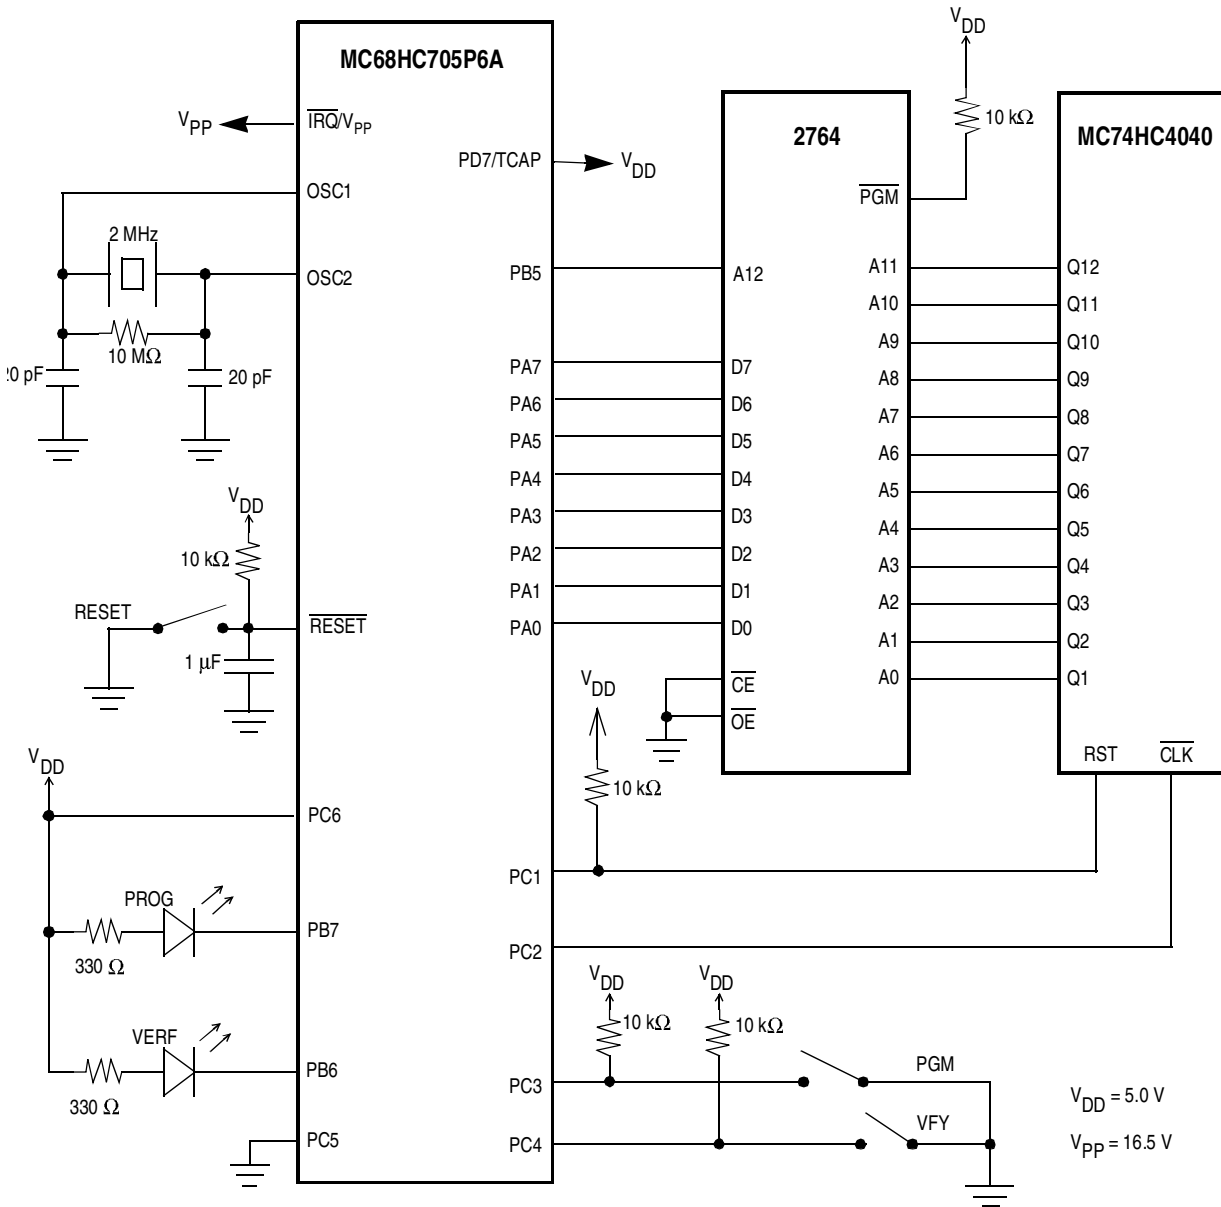 MC68HC705P6A
V_PP
IRQ/V_PP
PD7/TCAP
V_DD
OSC1
2 MHz
OSC2
10 MΩ
20 pF
PB5
PA7
PA6
PA5
PA4
PA3
PA2
PA1
PA0
V_DD
10 kΩ
RESET
RESET
1 µF
V_DD
PC6
PROG
330 Ω
PB7
VERF
330 Ω
PB6
PC5
2764
PGM
V_DD
10 kΩ
A12
D7
D6
D5
D4
D3
D2
D1
D0
CE
OE
A11
A10
A9
A8
A7
A6
A5
A4
A3
A2
A1
A0
MC74HC4040
Q12
Q11
Q10
Q9
Q8
Q7
Q6
Q5
Q4
Q3
Q2
Q1
RST
CLK
V_DD
10 kΩ
PC1
PC2
V_DD
10 kΩ
V_DD
10 kΩ
PC3
PGM
PC4
VFY
V_DD = 5.0 V
V_PP = 16.5 V